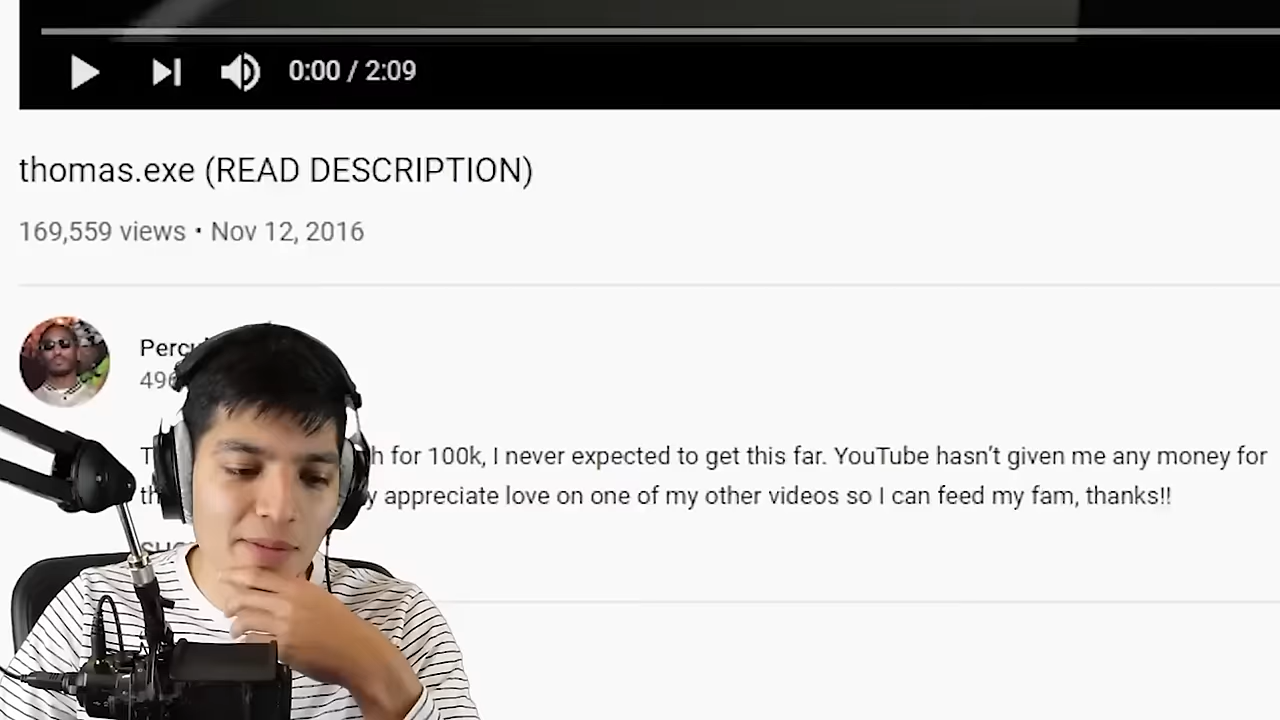 0:00 / 2:09
thomas.exe (READ DESCRIPTION)
169,559 views • Nov 12, 2016
for 100k, I never expected to get this far. YouTube hasn't given me any money for
appreciate love on one of my other videos so I can feed my fam, thanks!!